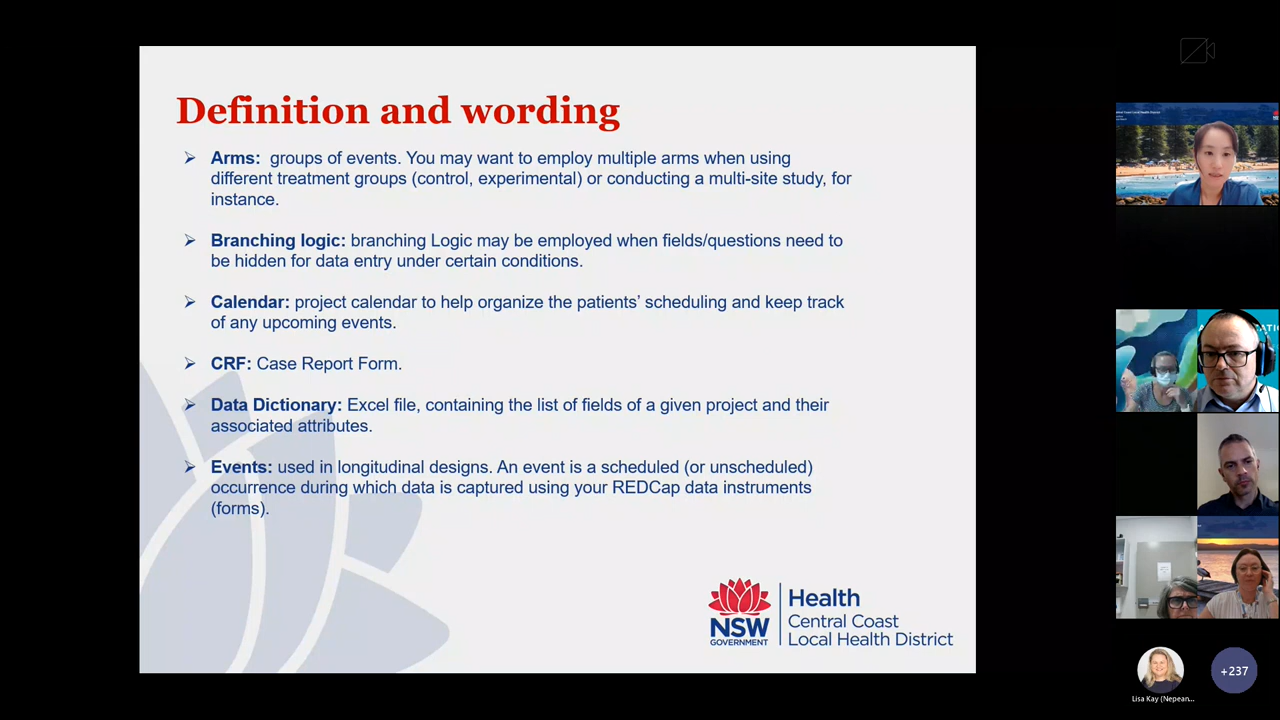 Definition and wording
➢ Arms: groups of events. You may want to employ multiple arms when using
different treatment groups (control, experimental) or conducting a multi-site study, for
instance.
➢ Branching logic: branching Logic may be employed when fields/questions need to
be hidden for data entry under certain conditions.
➢ Calendar: project calendar to help organize the patients’ scheduling and keep track
of any upcoming events.
➢ CRF: Case Report Form.
➢ Data Dictionary: Excel file, containing the list of fields of a given project and their
associated attributes.
➢ Events: used in longitudinal designs. An event is a scheduled (or unscheduled)
occurrence during which data is captured using your REDCap data instruments
(forms).
NSW
GOVERNMENT
Health
Central Coast
Local Health District
+237
Lisa Kay (Nepean...